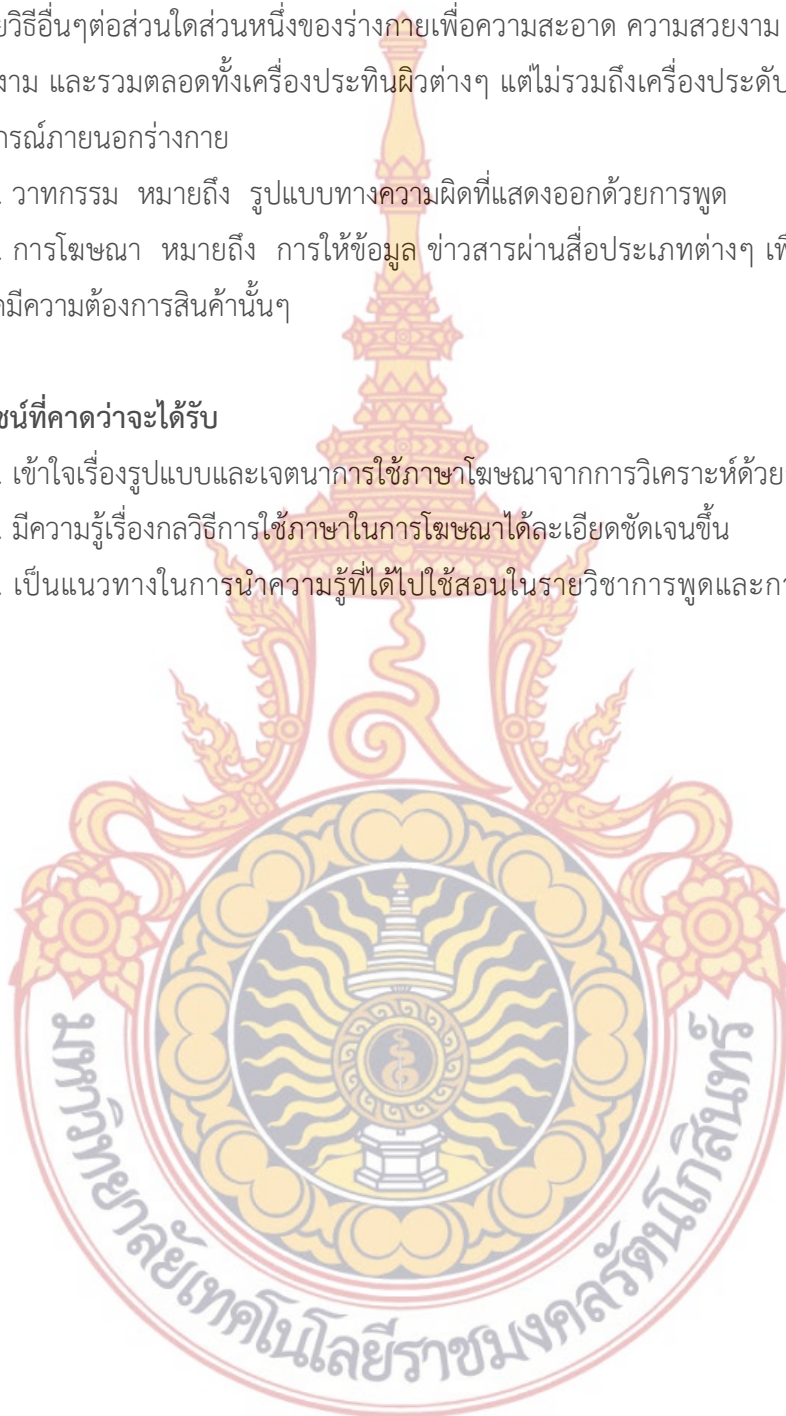 ยวิธีอื่นๆต่อส่วนใดส่วนหนึ่งของร่างกายเพื่อความสะอาด ความสวยงาม
งาม และรวมตลอดทั้งเครื่องประทินผิวต่างๆ แต่ไม่รวมถึงเครื่องประดับ
กรณ์ภายนอกร่างกาย
. วาทกรรม หมายถึง รูปแบบทางความผิดที่แสดงออกด้วยการพูด
. การโฆษณา หมายถึง การให้ข้อมูล ข่าวสารผ่านสื่อประเภทต่างๆ เพื
มีความต้องการสินค้านั้นๆ
ชน์ที่คาดว่าจะได้รับ
. เข้าใจเรื่องรูปแบบและเจตนาการใช้ภาษาโฆษณาจากการวิเคราะห์ด้วย
. มีความรู้เรื่องกลวิธีการใช้ภาษาในการโฆษณาได้ละเอียดชัดเจนขึ้น
. เป็นแนวทางในการนำความรู้ที่ได้ไปใช้สอนในรายวิชาการพูดและกา
มหาวิทยาลัยเทคโนโลยีราชมงคลรัตนโกสินทร์